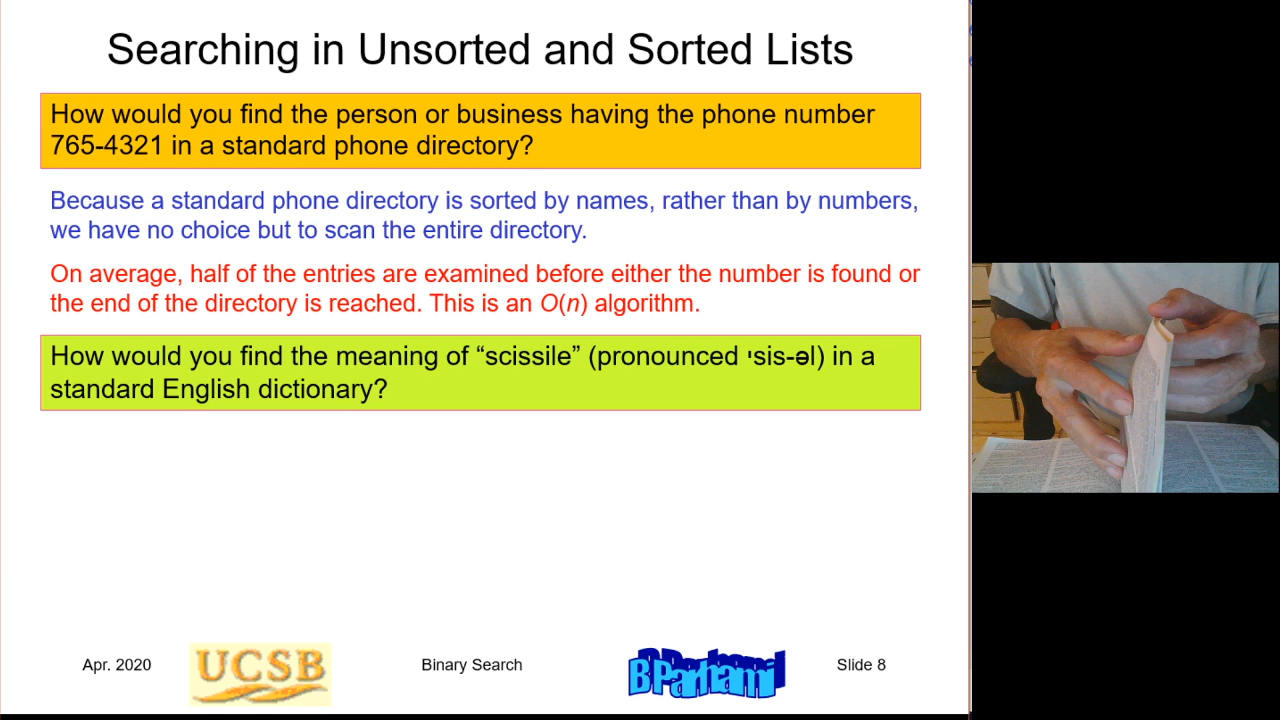 Searching in Unsorted and Sorted Lists
How would you find the person or business having the phone number
765-4321 in a standard phone directory?
Because a standard phone directory is sorted by names, rather than by numbers,
we have no choice but to scan the entire directory.
On average, half of the entries are examined before either the number is found or
the end of the directory is reached. This is an O(n) algorithm.
How would you find the meaning of “scissile” (pronounced 'sis-əl) in a
standard English dictionary?
Apr. 2020
UCSB
Binary Search
B Parhami
Slide 8